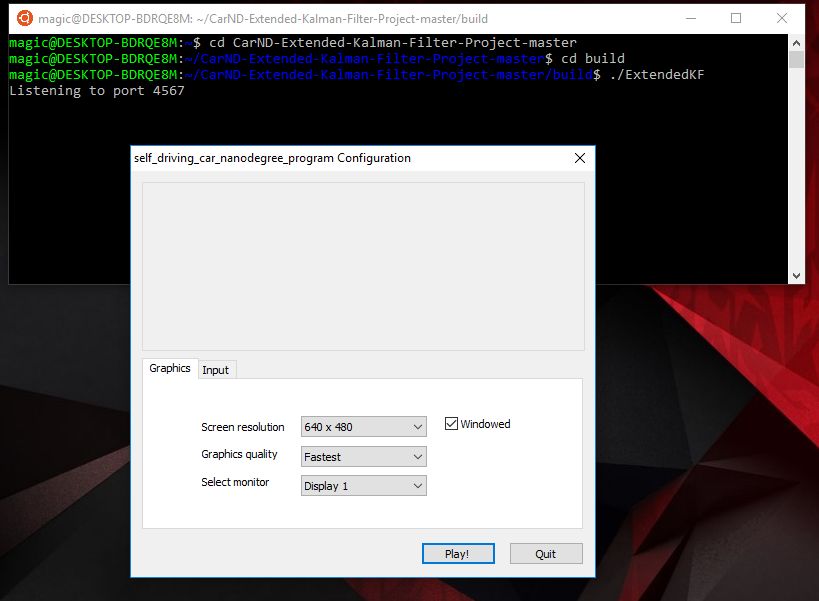 magic@DESKTOP-BDRQE8M: ~/CarND-Extended-Kalman-Filter-Project-master/build
magic@DESKTOP-BDRQE8M:~$ cd CarND-Extended-Kalman-Filter-Project-master
magic@DESKTOP-BDRQE8M:~/CarND-Extended-Kalman-Filter-Project-master$ cd build
magic@DESKTOP-BDRQE8M:~/CarND-Extended-Kalman-Filter-Project-master/build$ ./ExtendedKF
Listening to port 4567
self_driving_car_nanodegree_program Configuration
Graphics Input
Screen resolution 640 x 480 Windowed
Graphics quality Fastest
Select monitor Display 1
Play! Quit